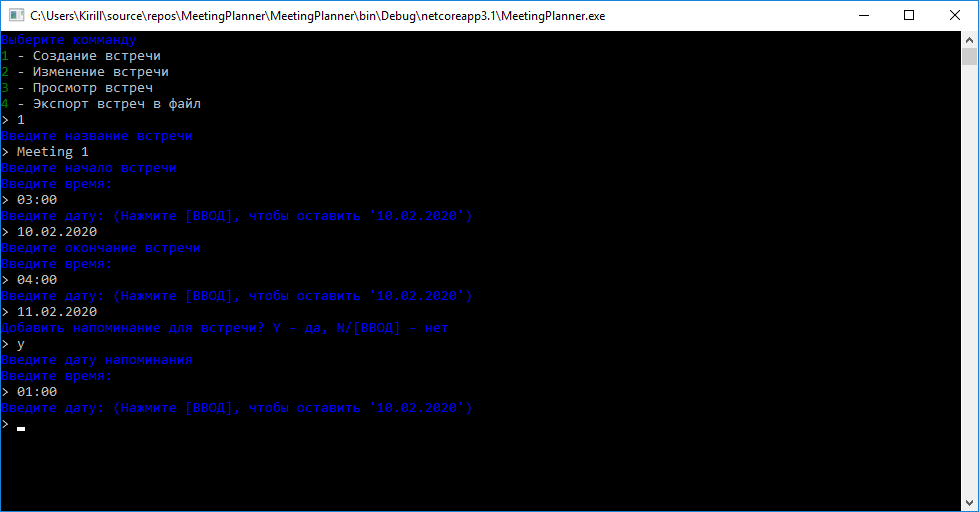 C:\Users\Kirill\source\repos\MeetingPlanner\MeetingPlanner\bin\Debug\netcoreapp3.1\MeetingPlanner.exe
Выберите комманду
1 - Создание встречи
2 - Изменение встречи
3 - Просмотр встреч
4 - Экспорт встреч в файл
> 1
Введите название встречи
> Meeting 1
Введите начало встречи
Введите время:
> 03:00
Введите дату: (Нажмите [ВВОД], чтобы оставить '10.02.2020')
> 10.02.2020
Введите окончание встречи
Введите время:
> 04:00
Введите дату: (Нажмите [ВВОД], чтобы оставить '10.02.2020')
> 11.02.2020
Добавить напоминание для встречи? Y - да, N/[ВВОД] - нет
> y
Введите дату напоминания
Введите время:
> 01:00
Введите дату: (Нажмите [ВВОД], чтобы оставить '10.02.2020')
>